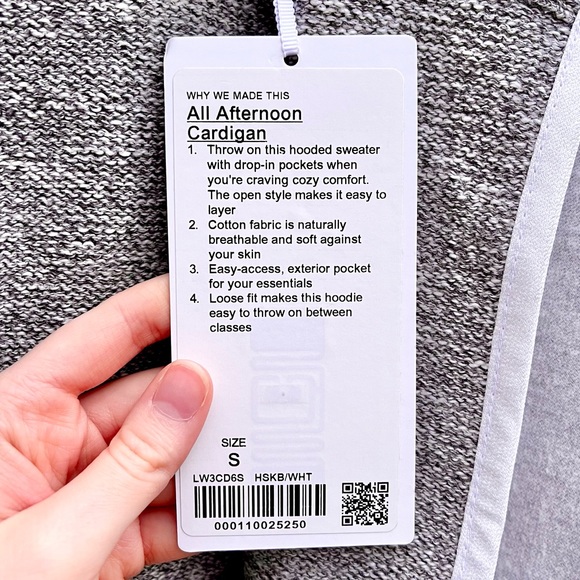 WHY WE MADE THIS
All Afternoon
Cardigan
1. Throw on this hooded sweater
with drop-in pockets when
you're craving cozy comfort.
The open style makes it easy to
layer
2. Cotton fabric is naturally
breathable and soft against
your skin
3. Easy-access, exterior pocket
for your essentials
4. Loose fit makes this hoodie
easy to throw on between
classes
SIZE
S
LW3CD6S HSKB/WHT
000110025250